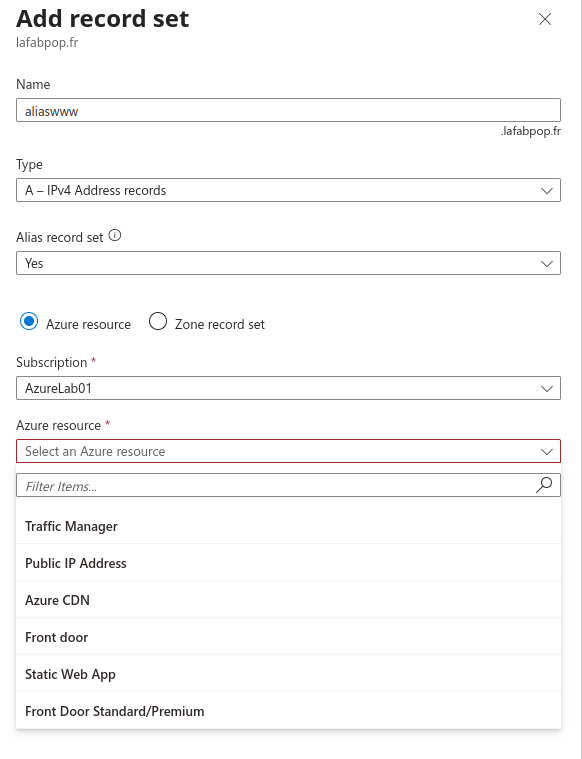 Add record set
lafabpop.fr
Name
aliaswww
.lafabpop.fr
Type
A – IPv4 Address records
Alias record set
Yes
Azure resource Zone record set
Subscription *
AzureLab01
Azure resource *
Select an Azure resource
Filter Items...
Traffic Manager
Public IP Address
Azure CDN
Front door
Static Web App
Front Door Standard/Premium